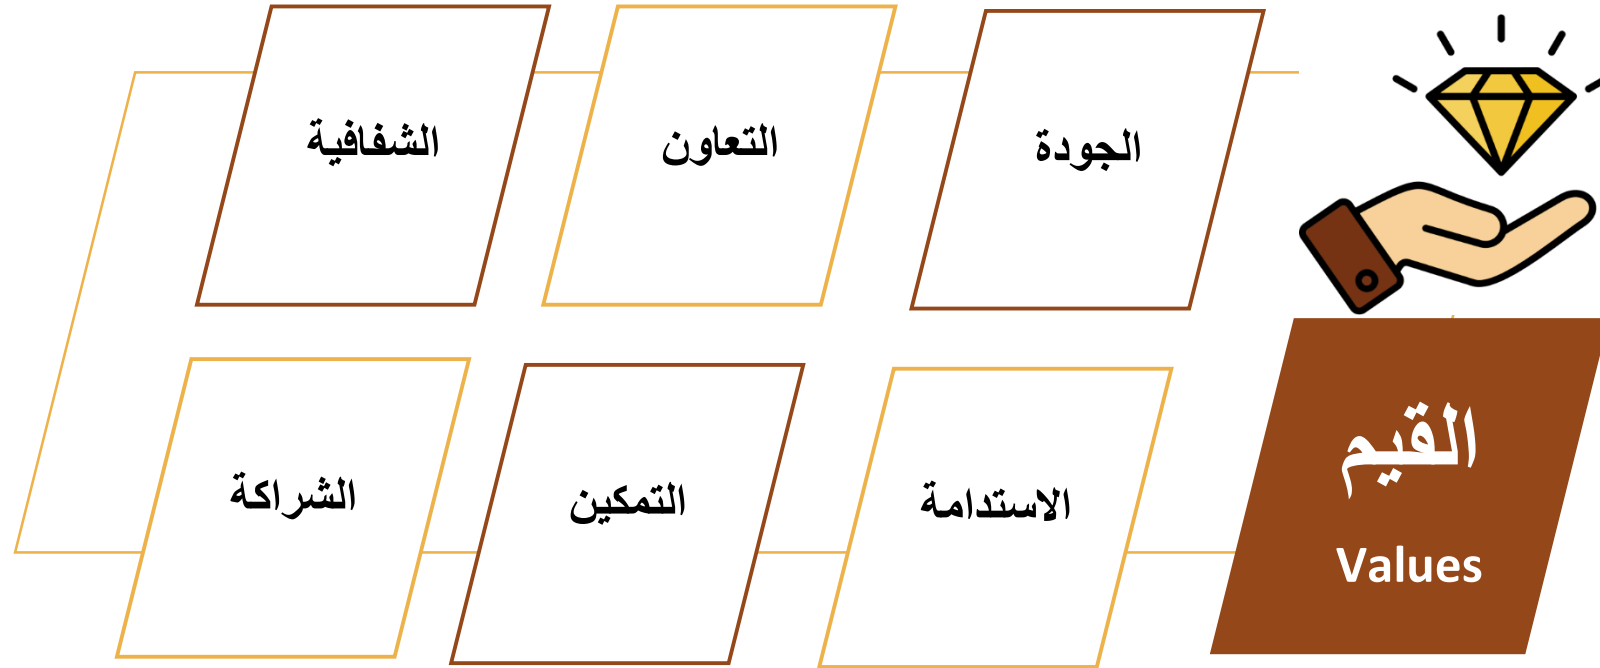 الجودة
التعاون
الشفافية
القيم
Values
الاستدامة
التمكين
الشراكة